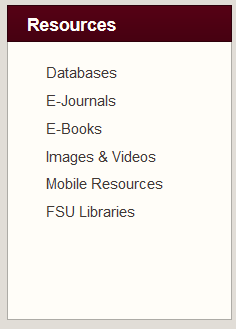 Resources
Databases
E-Journals
E-Books
Images & Videos
Mobile Resources
FSU Libraries